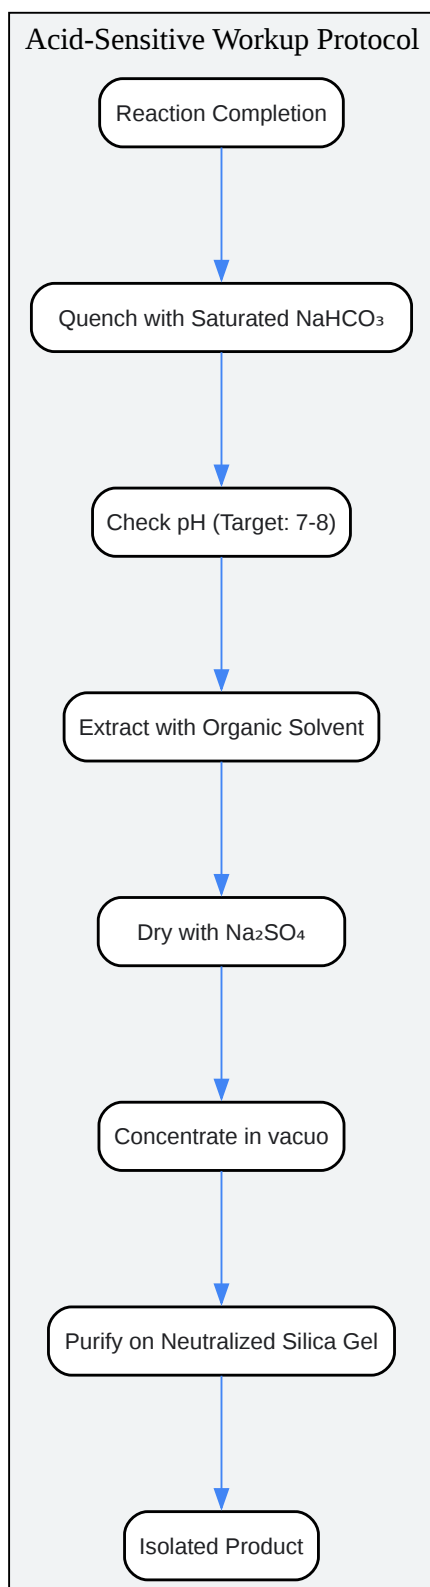 Acid-Sensitive Workup Protocol
Reaction Completion
Quench with Saturated NaHCO₃
Check pH (Target: 7-8)
Extract with Organic Solvent
Dry with Na₂SO₄
Concentrate in vacuo
Purify on Neutralized Silica Gel
Isolated Product